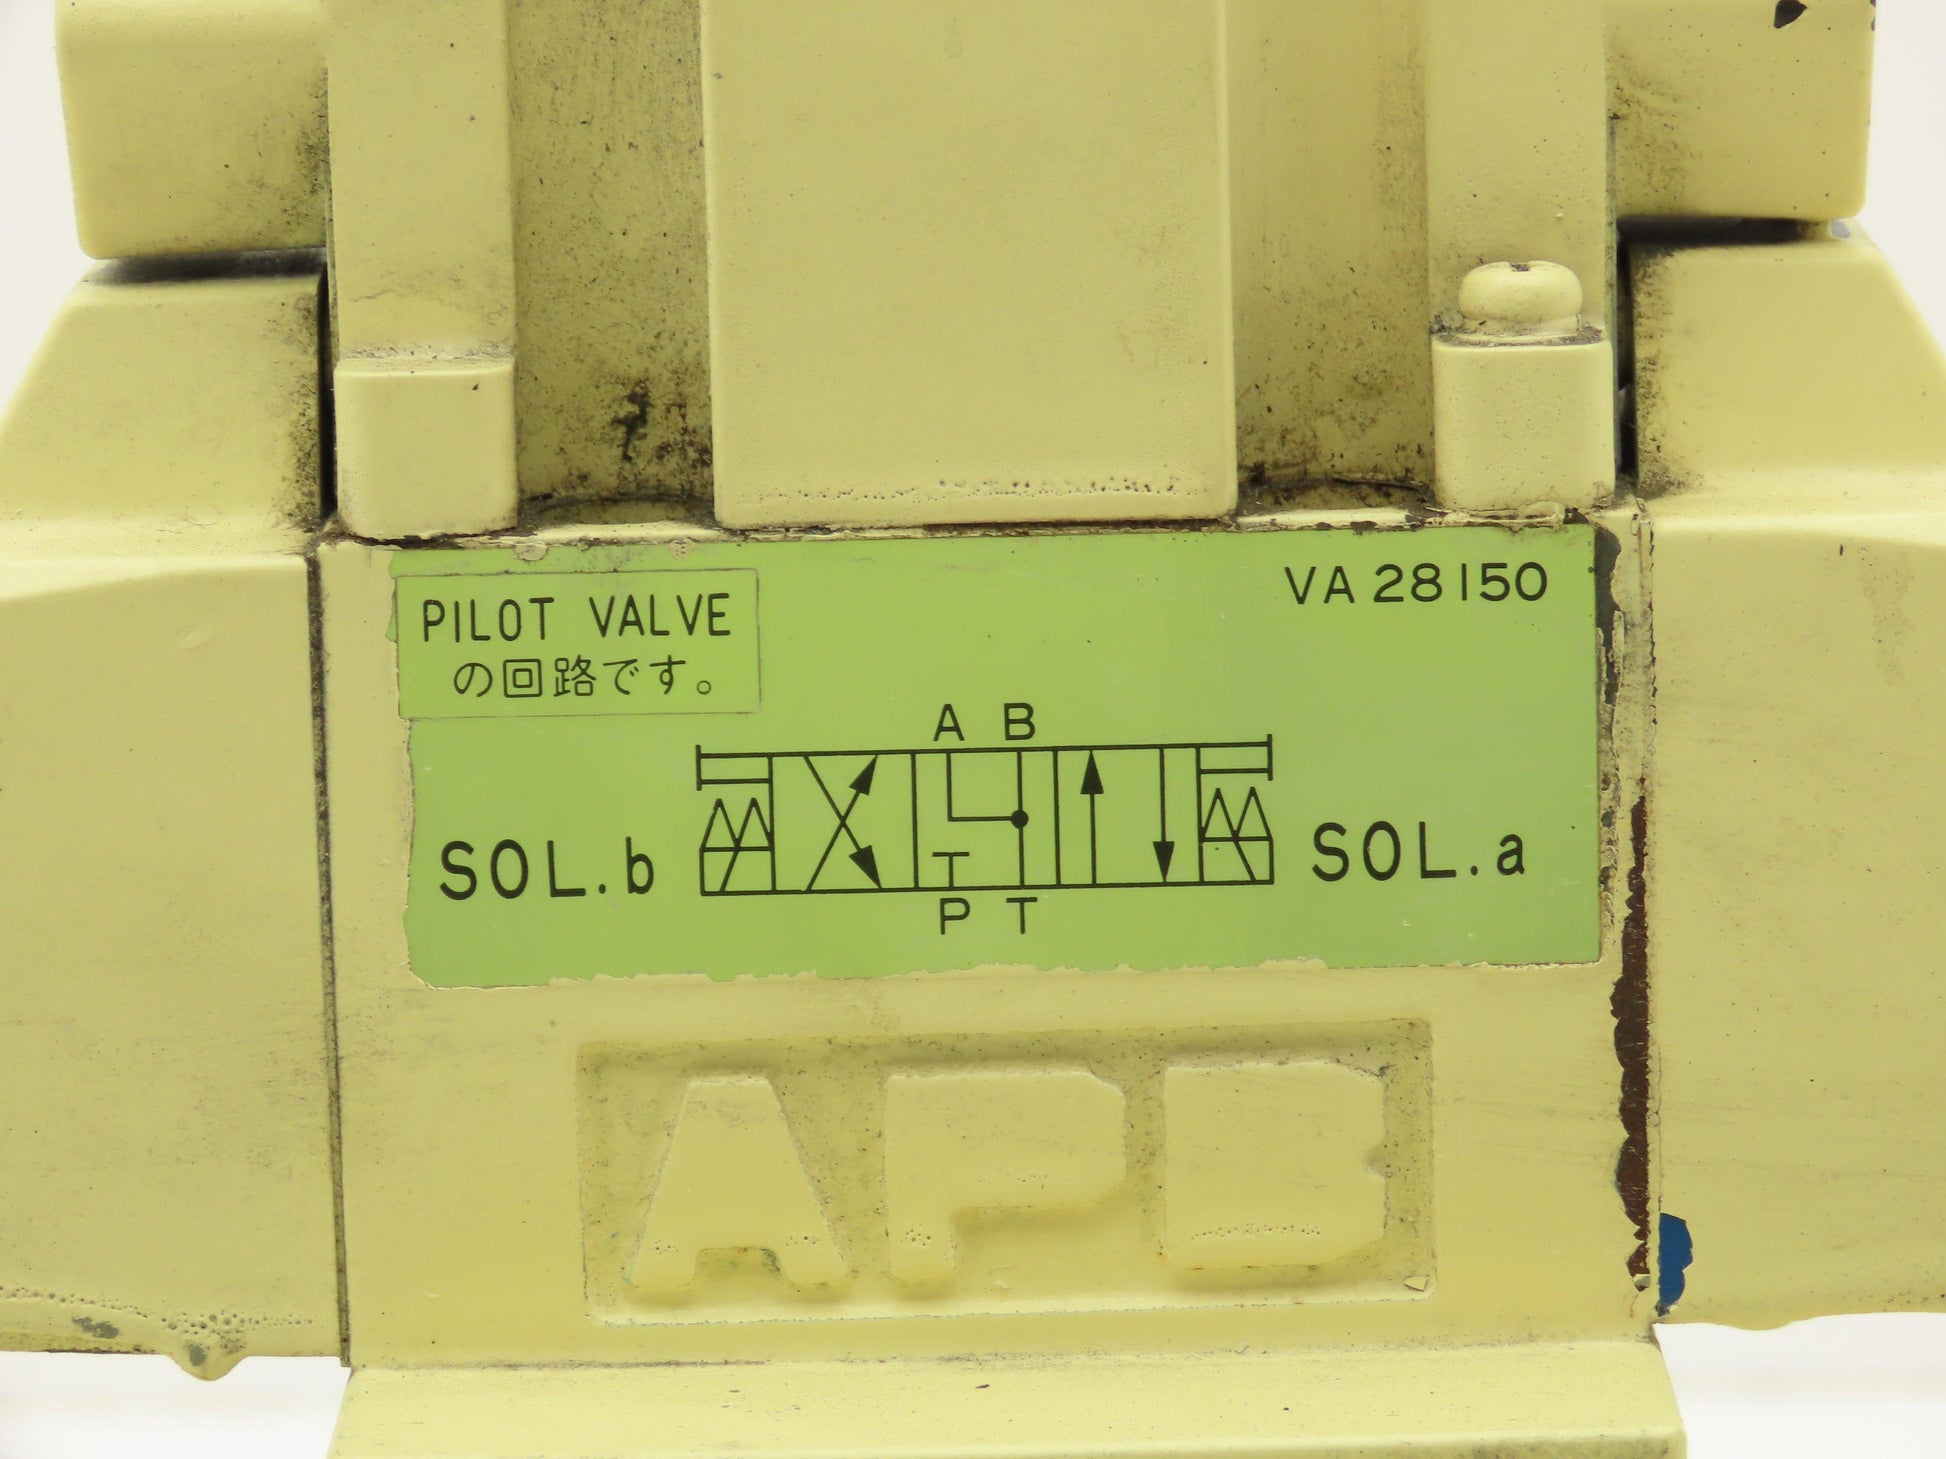 VA 28150
PILOT VALVE
の回路です。
A B
SOL.b
SOL.a
P T
APB